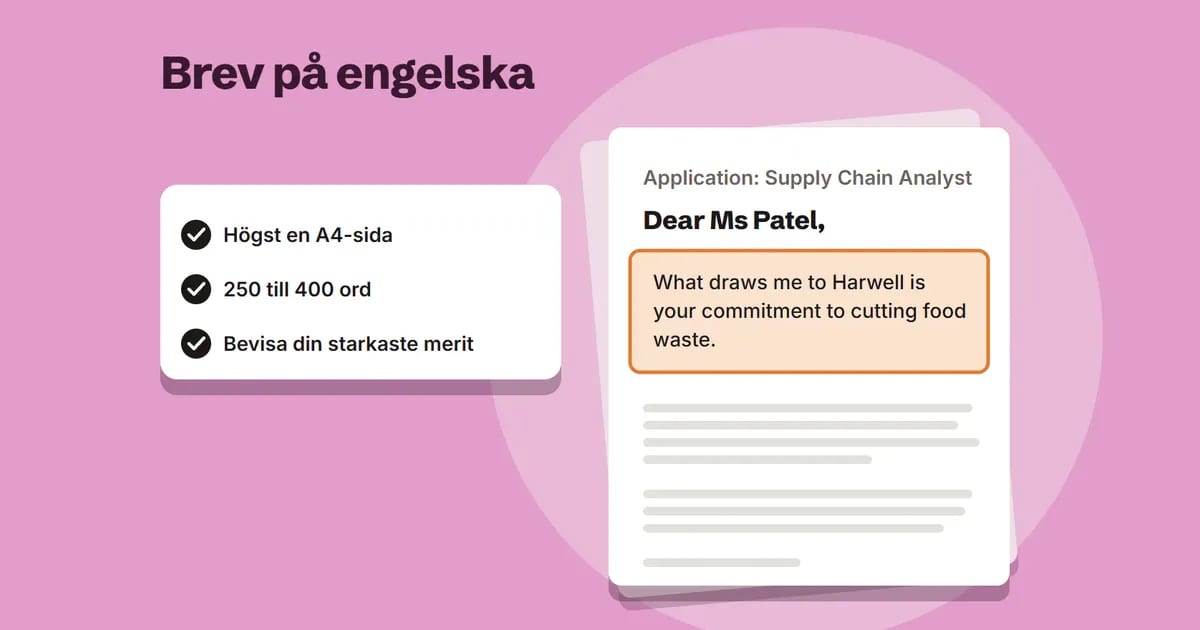 Brev på engelska
Högst en A4-sida
250 till 400 ord
Bevisa din starkaste merit
Application: Supply Chain Analyst
Dear Ms Patel,
What draws me to Harwell is
your commitment to cutting food
waste.